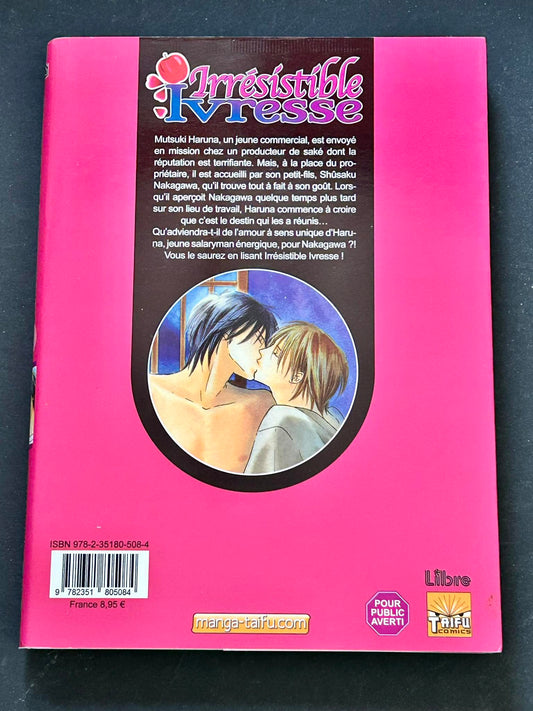 Irrésistible
Ivresse
Mutsuki Haruna, un jeune commercial, est envoyé
en mission chez un producteur de saké dont la
réputation est terrifiante. Mais, à la place du pro-
priétaire, il est accueilli par son petit-fils, Shûsaku
Nakagawa, qu'il trouve tout à fait à son goût. Lors-
qu'il aperçoit Nakagawa queique temps plus tard
sur son lieu de travail, Haruna commence à croire
que c'est le destin qui les a réunis...
Qu'adviendra-t-il de l'amour à sens unique d'Haru-
na, jeune salaryman énergique, pour Nakagawa ?!
Vous le saurez en lisant Irrésistible Ivresse !
ISBN 978-2-35180-508-4
9 782351 805084
France 8,95 €
manga-taifu.com
POUR
PUBLIC
AVERTI
Libre
TAIFU
COMICS